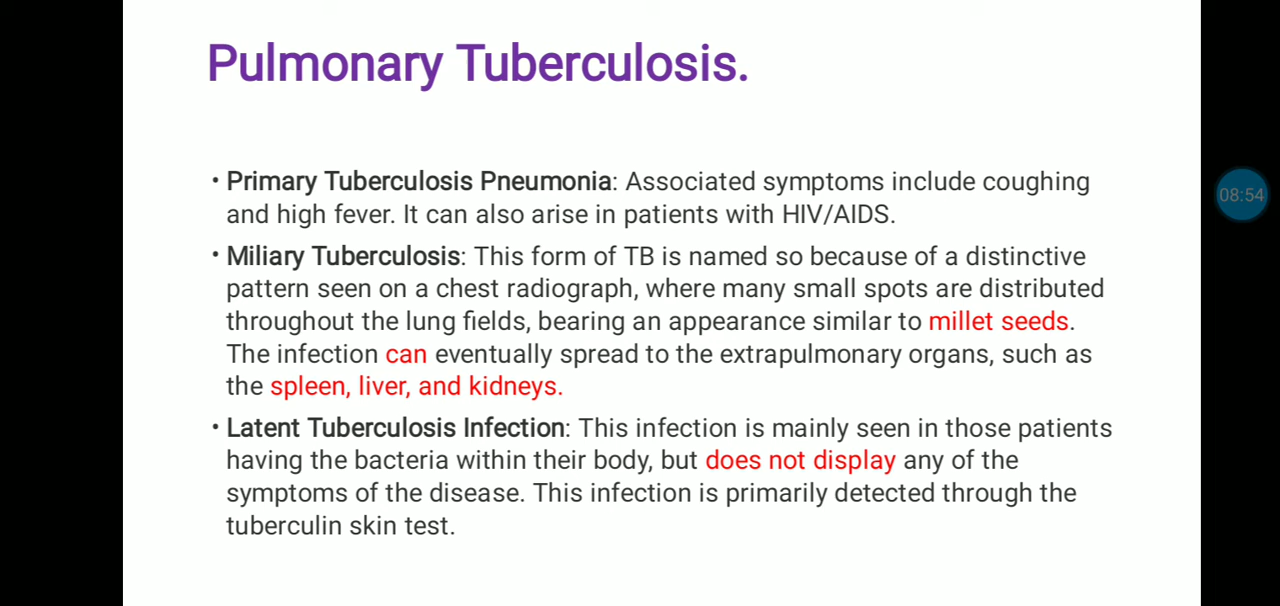 Pulmonary Tuberculosis.
• Primary Tuberculosis Pneumonia: Associated symptoms include coughing
and high fever. It can also arise in patients with HIV/AIDS.
• Miliary Tuberculosis: This form of TB is named so because of a distinctive
pattern seen on a chest radiograph, where many small spots are distributed
throughout the lung fields, bearing an appearance similar to millet seeds.
The infection can eventually spread to the extrapulmonary organs, such as
the spleen, liver, and kidneys.
• Latent Tuberculosis Infection: This infection is mainly seen in those patients
having the bacteria within their body, but does not display any of the
symptoms of the disease. This infection is primarily detected through the
tuberculin skin test.
08:54